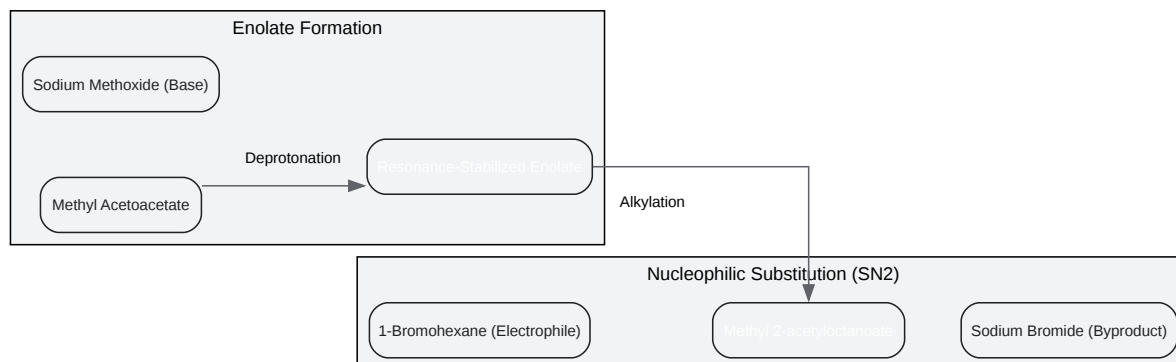 Enolate Formation
Sodium Methoxide (Base)
Deprotonation
Resonance-Stabilized Enolate
Methyl Acetoacetate
Alkylation
Nucleophilic Substitution (SN2)
1-Bromohexane (Electrophile)
Methyl 2-acetyloctanoate
Sodium Bromide (Byproduct)